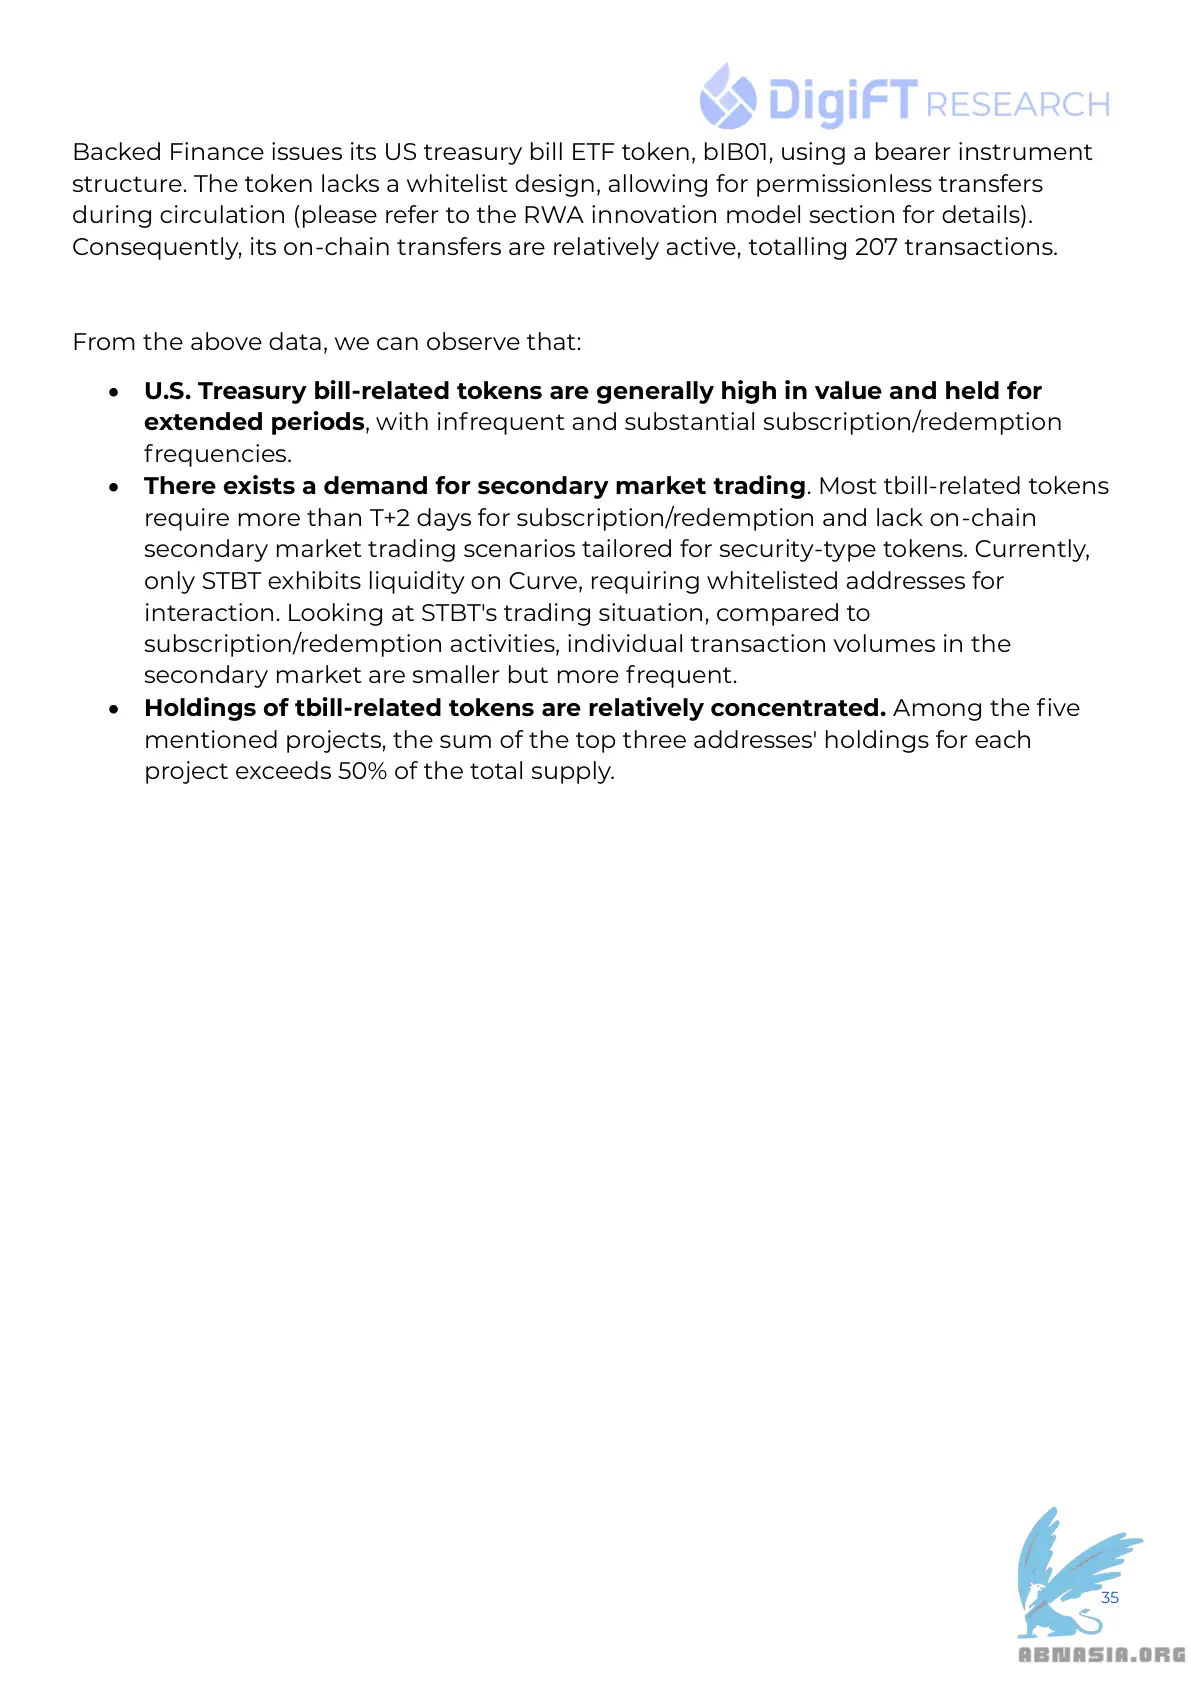 DigiFT RESEARCH
Backed Finance issues its US treasury bill ETF token, bIB01, using a bearer instrument
structure. The token lacks a whitelist design, allowing for permissionless transfers
during circulation (please refer to the RWA innovation model section for details).
Consequently, its on-chain transfers are relatively active, totalling 207 transactions.
From the above data, we can observe that:
• U.S. Treasury bill-related tokens are generally high in value and held for
extended periods, with infrequent and substantial subscription/redemption
frequencies.
• There exists a demand for secondary market trading. Most tbill-related tokens
require more than T+2 days for subscription/redemption and lack on-chain
secondary market trading scenarios tailored for security-type tokens. Currently,
only STBT exhibits liquidity on Curve, requiring whitelisted addresses for
interaction. Looking at STBT's trading situation, compared to
subscription/redemption activities, individual transaction volumes in the
secondary market are smaller but more frequent.
• Holdings of tbill-related tokens are relatively concentrated. Among the five
mentioned projects, the sum of the top three addresses' holdings for each
project exceeds 50% of the total supply.
35
ABNASIA.ORG